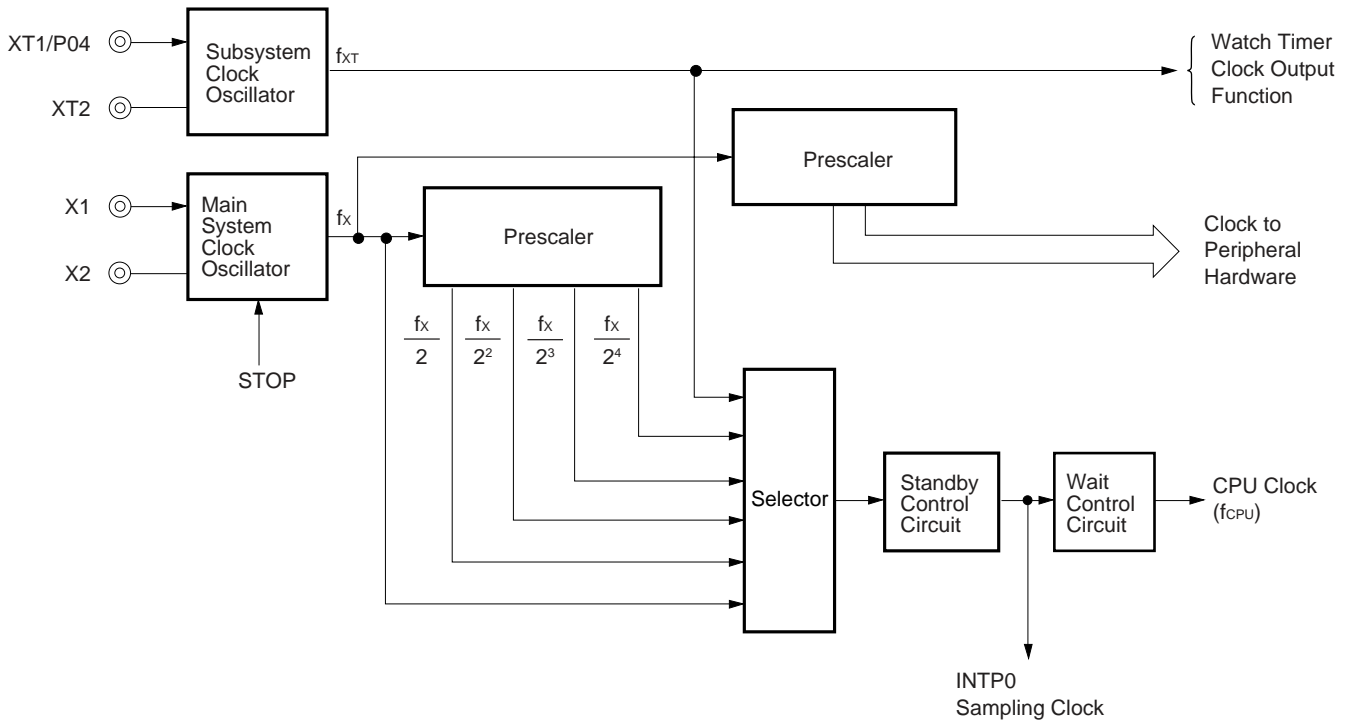 XT1/P04
XT2
Subsystem
Clock
Oscillator
fXT
Watch Timer
Clock Output
Function
Prescaler
X1
X2
Main
System
Clock
Oscillator
fX
Prescaler
Clock to
Peripheral
Hardware
STOP
fX
2
fX
2²
fX
2³
fX
2⁴
Selector
Standby
Control
Circuit
Wait
Control
Circuit
CPU Clock
(fCPU)
INTP0
Sampling Clock